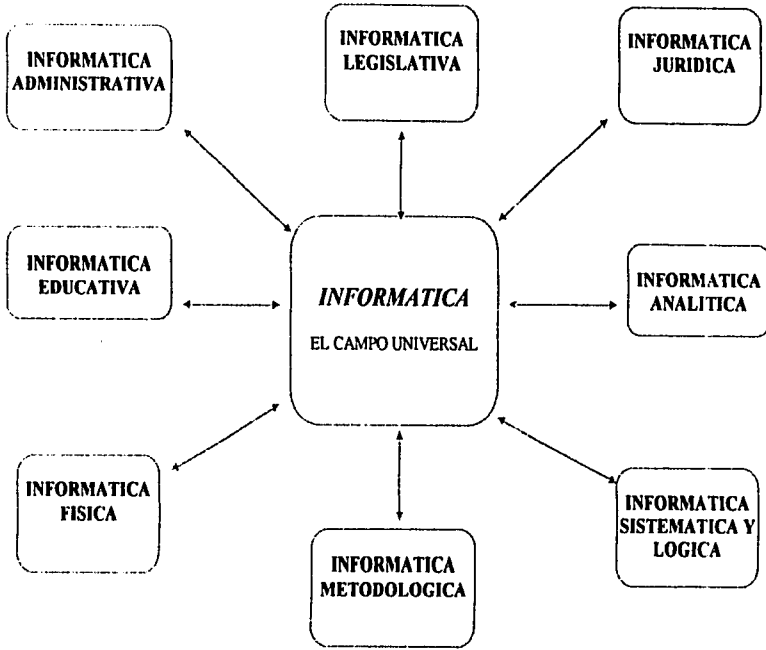 INFORMATICA
ADMINISTRATIVA
INFORMATICA
LEGISLATIVA
INFORMATICA
JURIDICA
INFORMATICA
EDUCATIVA
INFORMATICA
EL CAMPO UNIVERSAL
INFORMATICA
ANALITICA
INFORMATICA
FISICA
INFORMATICA
METODOLOGICA
INFORMATICA
SISTEMATICA Y
LOGICA